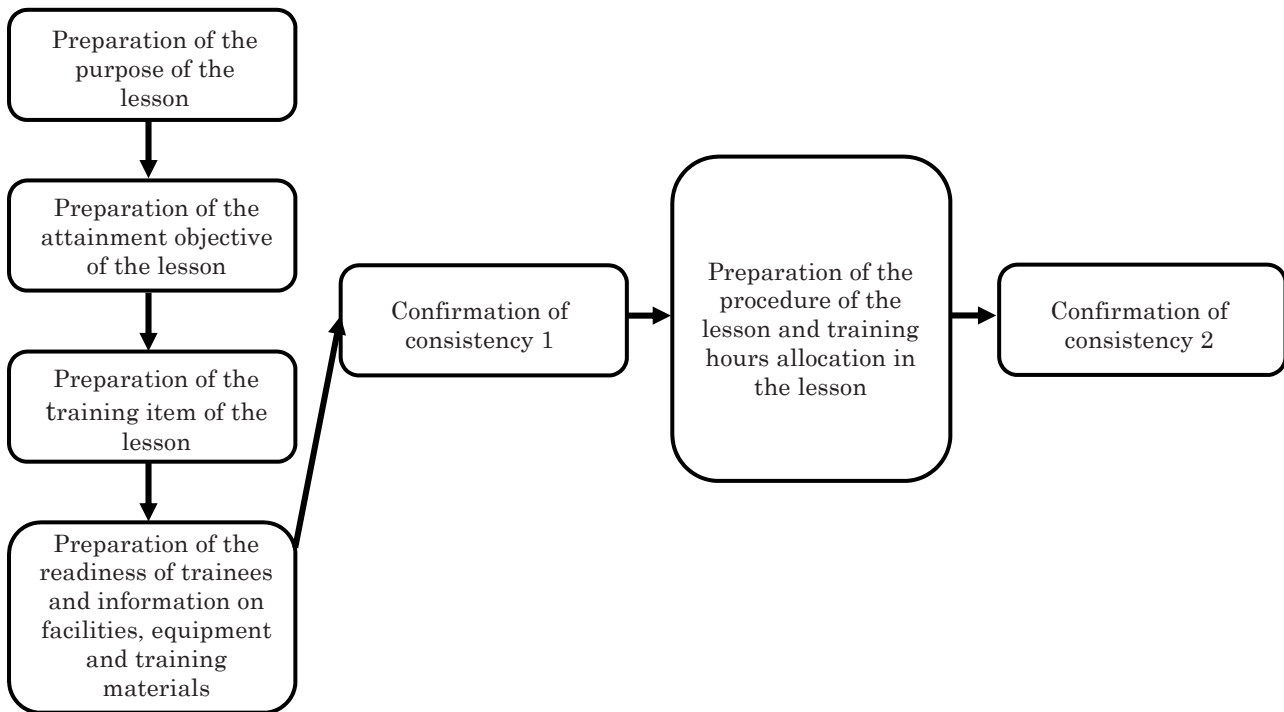 Preparation of the
purpose of the
lesson
Preparation of the
attainment objective
of the lesson
Preparation of the
training item of the
lesson
Preparation of the
readiness of trainees
and information on
facilities, equipment
and training
materials
Confirmation of
consistency 1
Preparation of the
procedure of the
lesson and training
hours allocation in
the lesson
Confirmation of
consistency 2